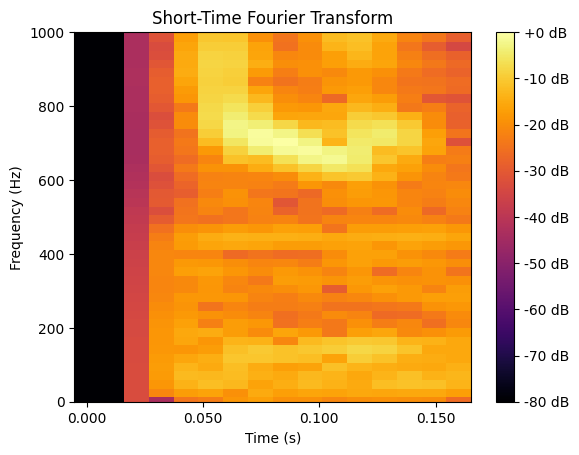 Short-Time Fourier Transform
1000
800
600
400
200
0
Frequency (Hz)
0.000
0.050
0.100
0.150
Time (s)
+0 dB
-10 dB
-20 dB
-30 dB
-40 dB
-50 dB
-60 dB
-70 dB
-80 dB